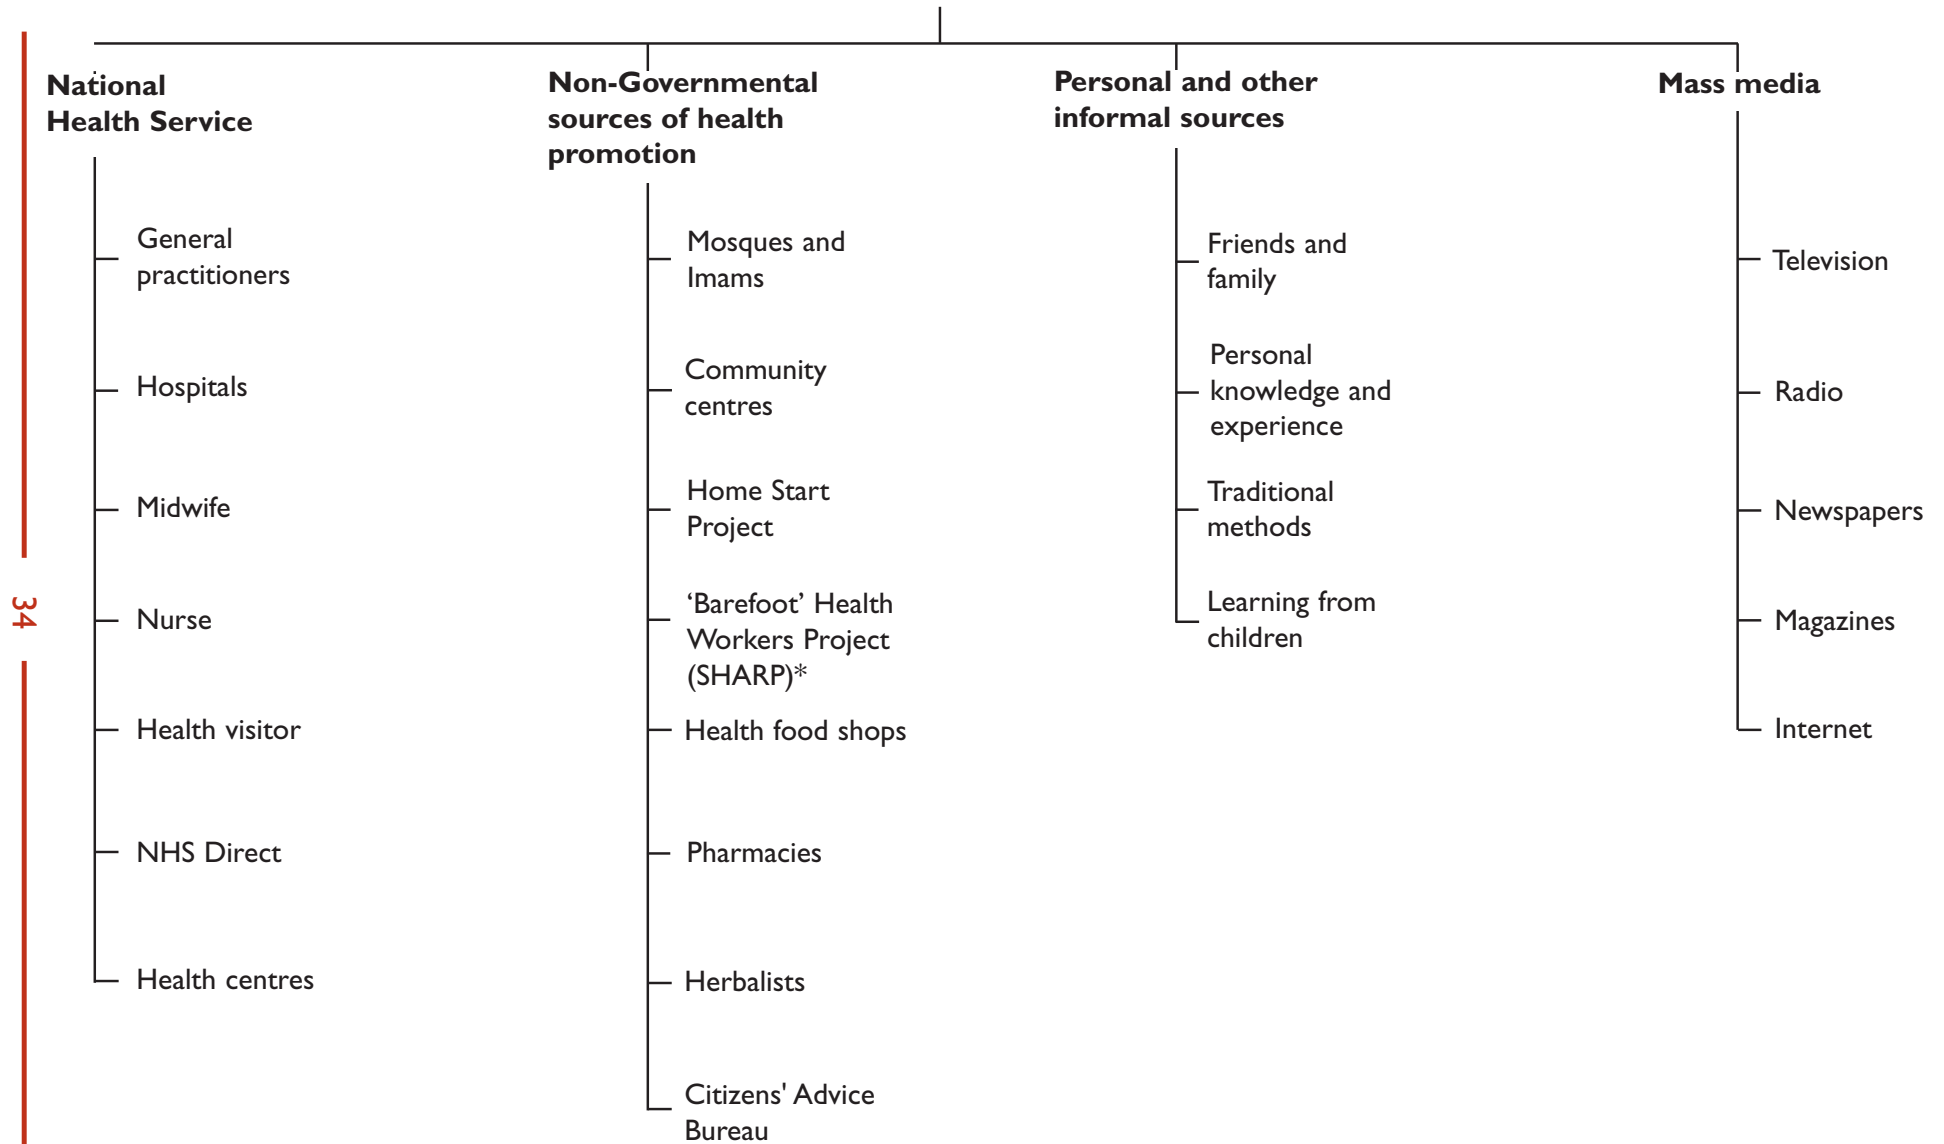 National
Health Service
General
practitioners
Hospitals
Midwife
Nurse
Health visitor
NHS Direct
Health centres
Non-Governmental
sources of health
promotion
Mosques and
Imams
Community
centres
Home Start
Project
‘Barefoot’ Health
Workers Project
(SHARP)*
Health food shops
Pharmacies
Herbalists
Citizens' Advice
Bureau
Personal and other
informal sources
Friends and
family
Personal
knowledge and
experience
Traditional
methods
Learning from
children
Mass media
Television
Radio
Newspapers
Magazines
Internet
34